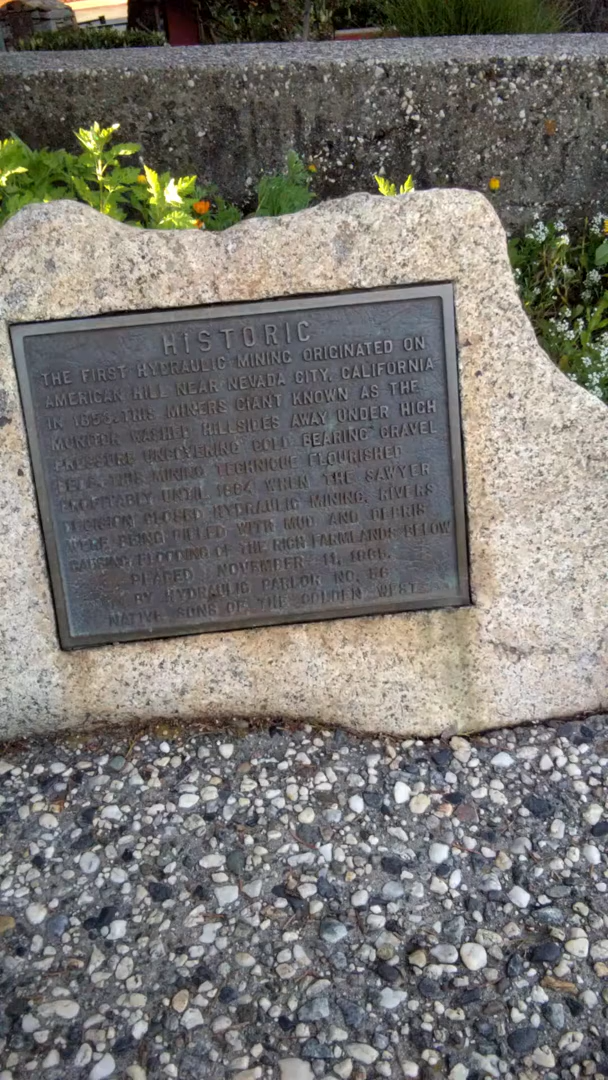 HISTORIC
THE FIRST HYDRAULIC MINING ORIGINATED ON
AMERICAN HILL NEAR NEVADA CITY, CALIFORNIA
IN 1853. THIS MINERS GIANT KNOWN AS THE
MONITOR WASHED HILLSIDES AWAY UNDER HIGH
PRESSURE UNCOVERING GOLD BEARING GRAVEL
BEDS. THIS MINING TECHNIQUE FLOURISHED
PROFITABLY UNTIL 1884 WHEN THE SAWYER
DECISION CLOSED HYDRAULIC MINING. RIVERS
WERE BEING FILLED WITH MUD AND DEBRIS
CAUSING FLOODING OF THE RICH FARMLANDS BELOW
PLACED NOVEMBER 11,
BY HYDRAULIC PARLOR NO. 56
NATIVE SONS OF THE GOLDEN WEST